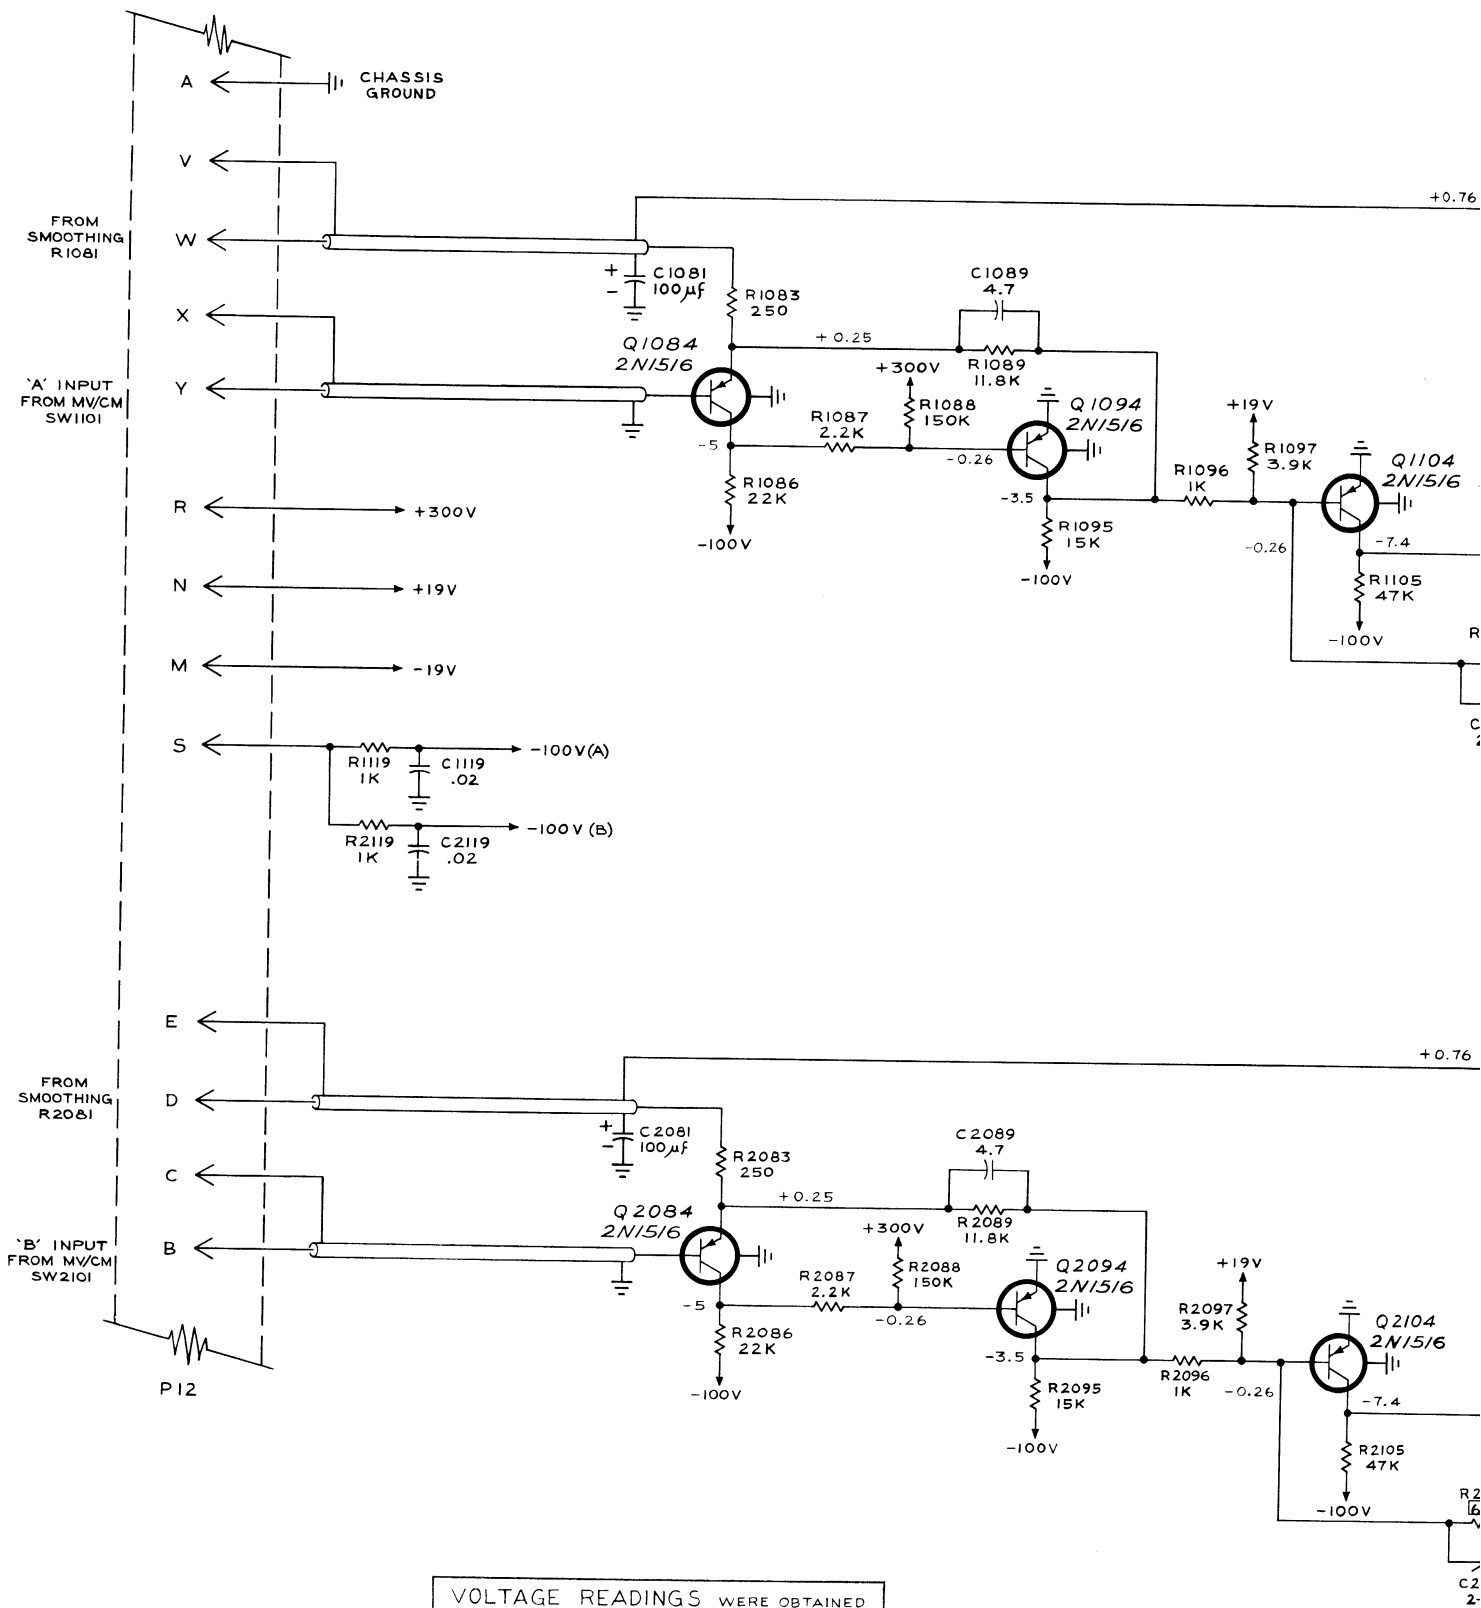 A
CHASSIS
GROUND
V
+0.76
FROM
SMOOTHING
R1081
W
C1081
100µf
+
-
X
R1083
250
C1089
4.7
Q1084
2N1516
+0.25
R1089
11.8K
'A' INPUT
FROM MV/CM
SW1101
Y
+300V
R1088
150K
R1087
2.2K
Q1094
2N1516
+19V
R1097
3.9K
-5
-0.26
R1096
1K
Q1104
2N1516
R1086
22K
-3.5
R
+300V
-100V
R1095
15K
-0.26
-7.4
-100V
R1105
47K
N
+19V
-100V
R
M
-19V
C
2
S
R1119
1K
C1119
.02
-100V(A)
R2119
1K
C2119
.02
-100V(B)
E
+0.76
FROM
SMOOTHING
R2081
D
+
-
C2081
100µf
C2089
4.7
C
R2083
250
+0.25
Q2084
2N1516
R2089
11.8K
+300V
'B' INPUT
FROM MV/CM
SW2101
B
R2088
150K
R2087
2.2K
Q2094
2N1516
+19V
R2097
3.9K
-5
-0.26
Q2104
2N1516
R2086
22K
-3.5
R2096
1K
-0.26
P12
-100V
R2095
15K
-7.4
-100V
R2105
47K
-100V
R2
6
C2
2-
VOLTAGE READINGS WERE OBTAINED